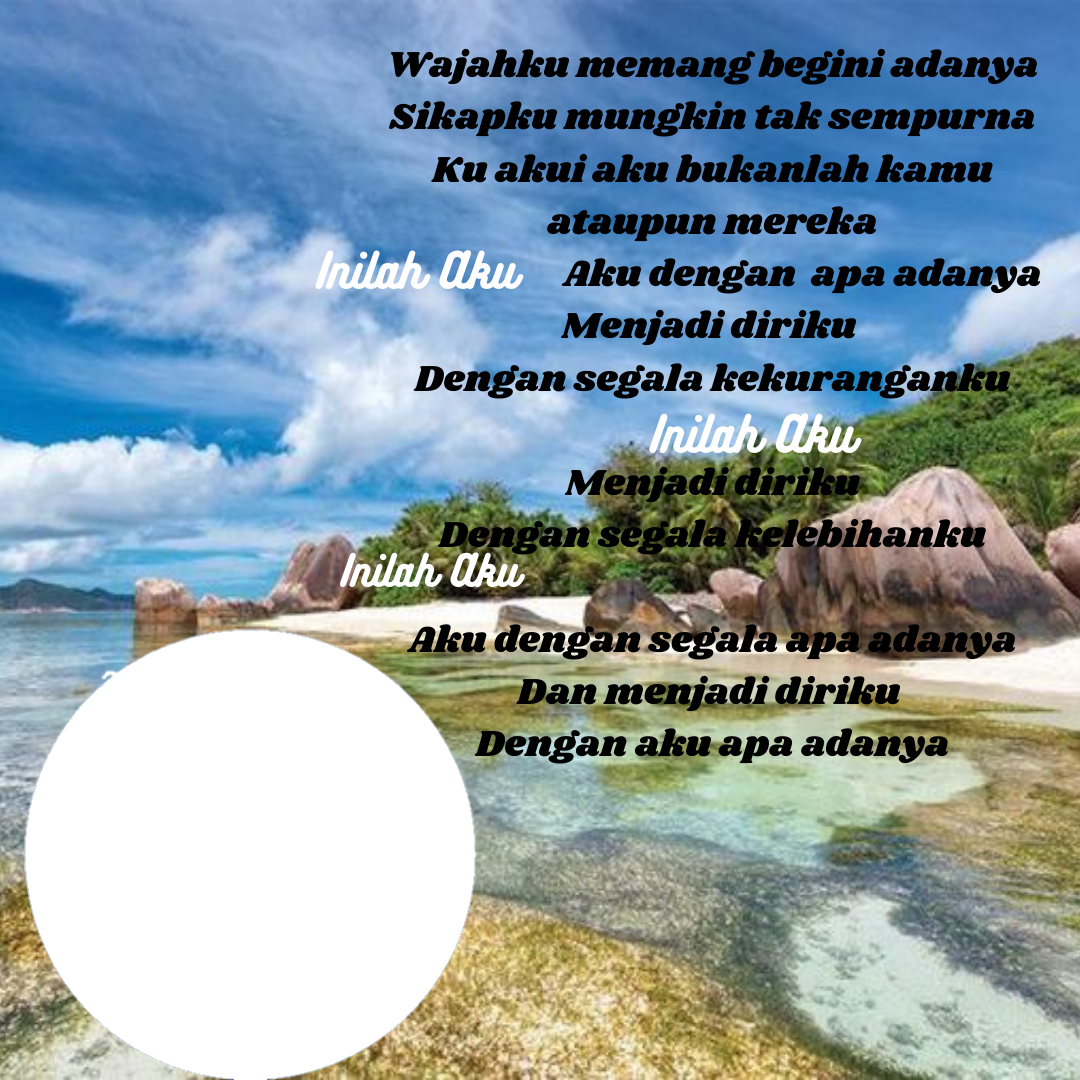 Wajahku memang begini adanya
Sikapku mungkin tak sempurna
Ku akui aku bukanlah kamu
ataupun mereka
Inilah Aku Aku dengan apa adanya
Menjadi diriku
Dengan segala kekuranganku
Inilah Aku
Menjadi diriku
Dengan segala kelebihanku
Inilah Aku
Aku dengan segala apa adanya
Dan menjadi diriku
Dengan aku apa adanya